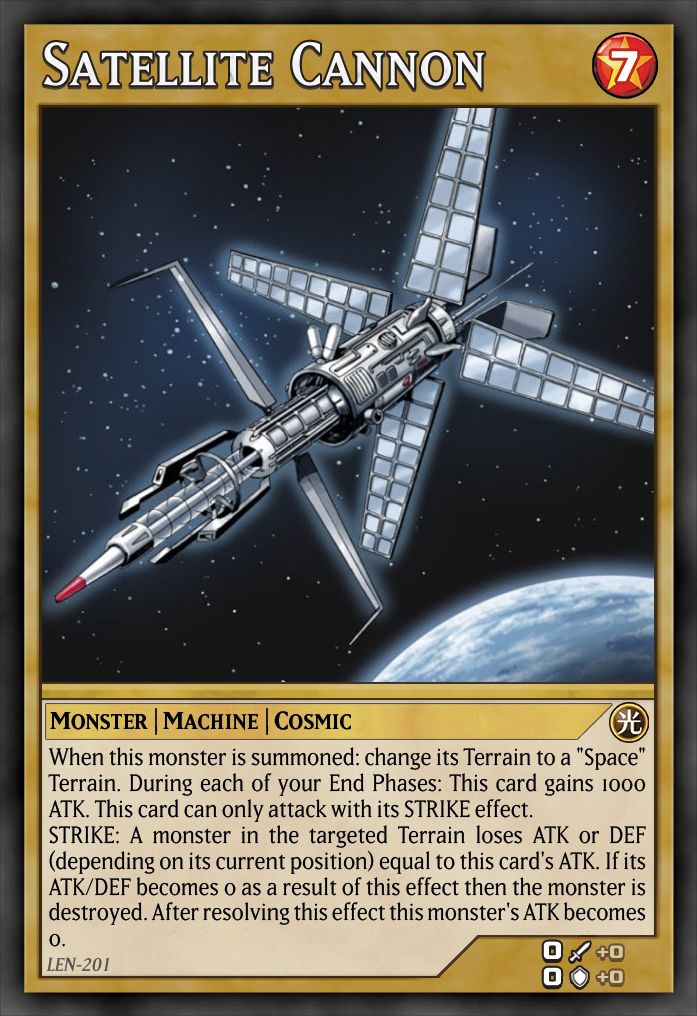 Satellite Cannon
7
Monster | Machine | Cosmic
光
When this monster is summoned: change its Terrain to a "Space"
Terrain. During each of your End Phases: This card gains 1000
ATK. This card can only attack with its STRIKE effect.
STRIKE: A monster in the targeted Terrain loses ATK or DEF
(depending on its current position) equal to this card's ATK. If its
ATK/DEF becomes 0 as a result of this effect then the monster is
destroyed. After resolving this effect this monster's ATK becomes
0.
LEN-201
0 +0
0 +0